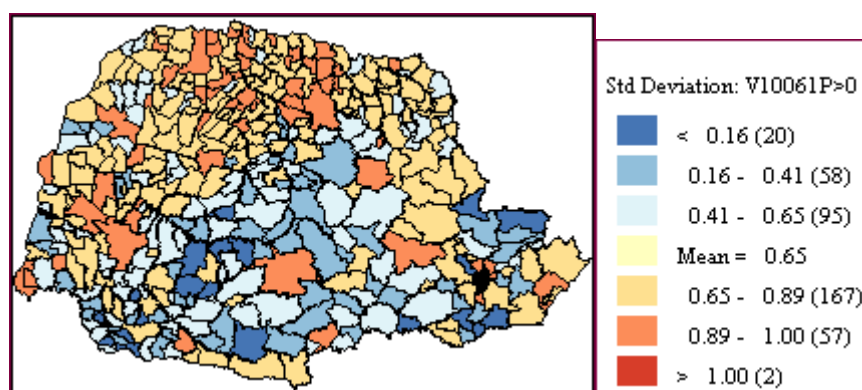 Std Deviation: V10061P>0
< 0.16 (20)
0.16 - 0.41 (58)
0.41 - 0.65 (95)
Mean = 0.65
0.65 - 0.89 (167)
0.89 - 1.00 (57)
> 1.00 (2)